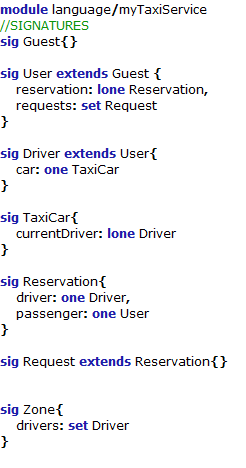 module language/myTaxiService
//SIGNATURES
sig Guest{}
sig User extends Guest {
reservation: lone Reservation,
requests: set Request
}
sig Driver extends User{
car: one TaxiCar
}
sig TaxiCar{
currentDriver: lone Driver
}
sig Reservation{
driver: one Driver,
passenger: one User
}
sig Request extends Reservation{}
sig Zone{
drivers: set Driver
}